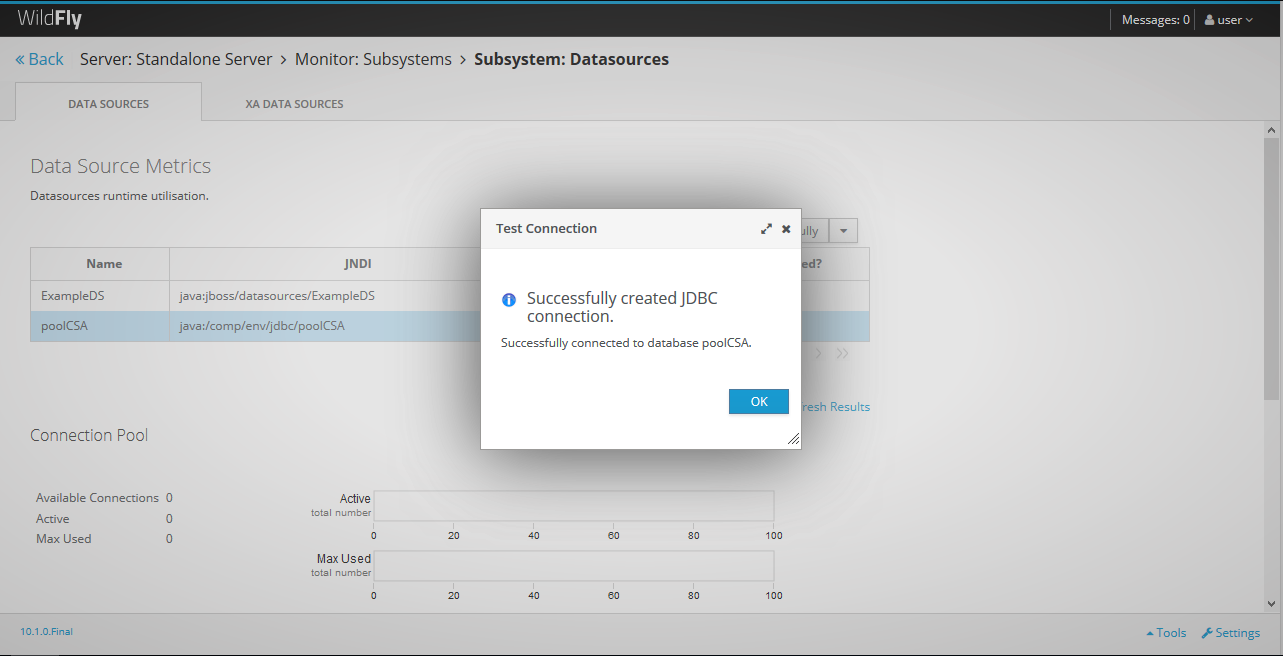 WildFly
Messages: 0
user
« Back Server: Standalone Server › Monitor: Subsystems › Subsystem: Datasources
DATA SOURCES
XA DATA SOURCES
Data Source Metrics
Datasources runtime utilisation.
Name
JNDI
ExampleDS
java:jboss/datasources/ExampleDS
poolCSA
java:/comp/env/jdbc/poolCSA
Test Connection
Successfully created JDBC
connection.
Successfully connected to database poolCSA.
OK
Connection Pool
Available Connections 0
Active 0
Max Used 0
Active
total number
0 20 40 60 80 100
Max Used
total number
0 20 40 60 80 100
10.1.0.Final
Tools
Settings